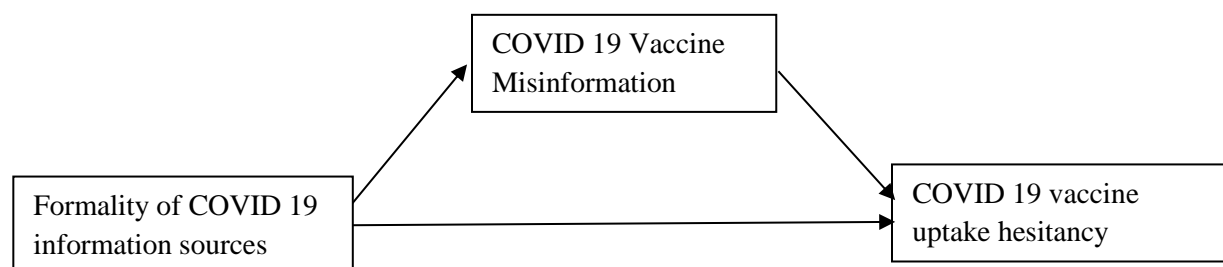 COVID 19 Vaccine
Misinformation
Formality of COVID 19
information sources
COVID 19 vaccine
uptake hesitancy